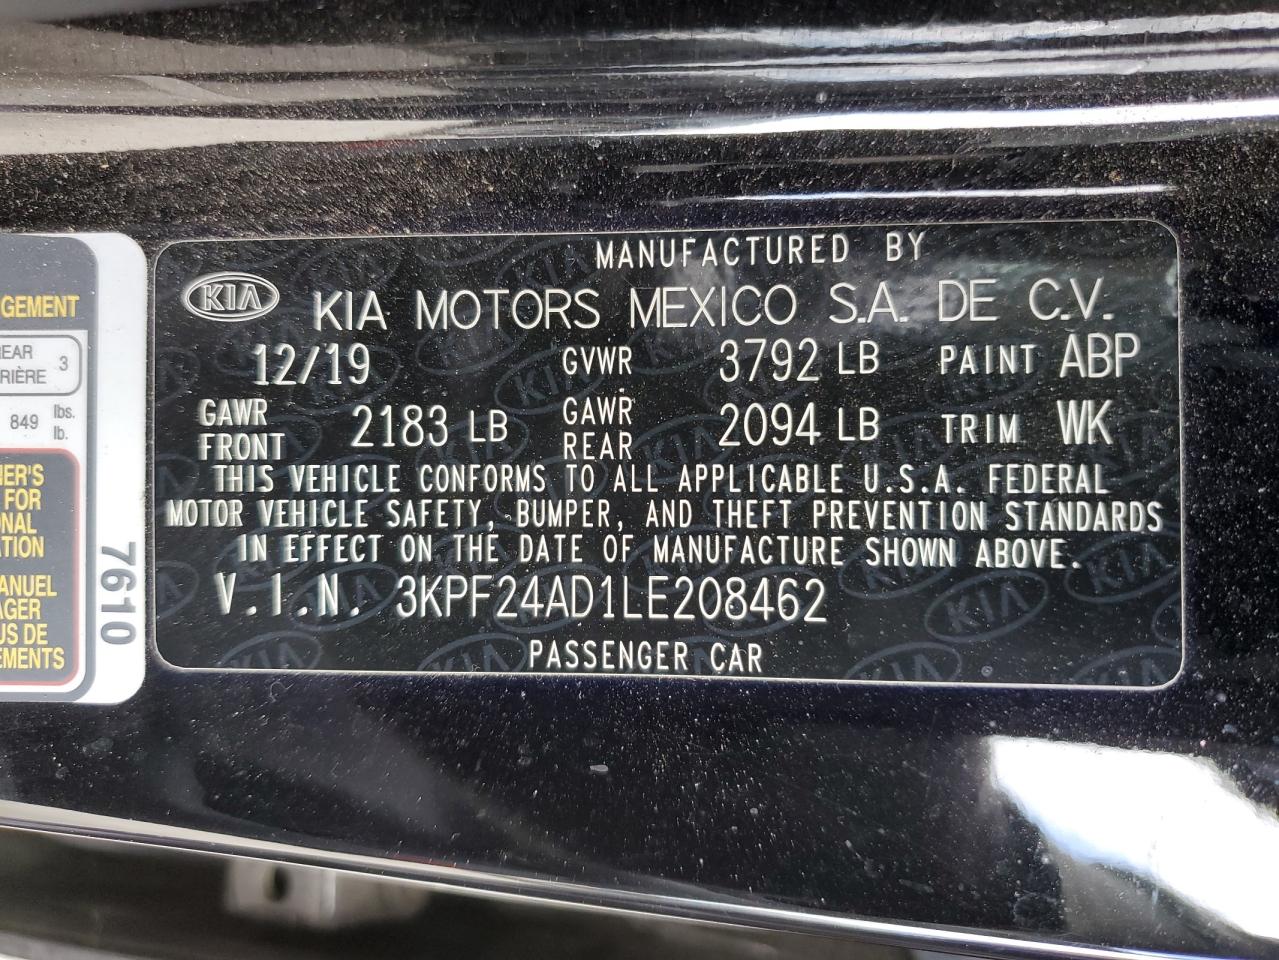 GEMENT
REAR 3
RIÈRE
849 lbs.
lb.
NER'S
FOR
ONAL
ATION
MANUEL
AGER
US DE
EMENTS
7610
MANUFACTURED BY
KIA
KIA MOTORS MEXICO S.A. DE C.V.
12/19 GVWR 3792 LB PAINT ABP
GAWR FRONT 2183 LB GAWR REAR 2094 LB TRIM WK
THIS VEHICLE CONFORMS TO ALL APPLICABLE U.S.A. FEDERAL
MOTOR VEHICLE SAFETY, BUMPER, AND THEFT PREVENTION STANDARDS
IN EFFECT ON THE DATE OF MANUFACTURE SHOWN ABOVE.
V.I.N. 3KPF24AD1LE208462
PASSENGER CAR